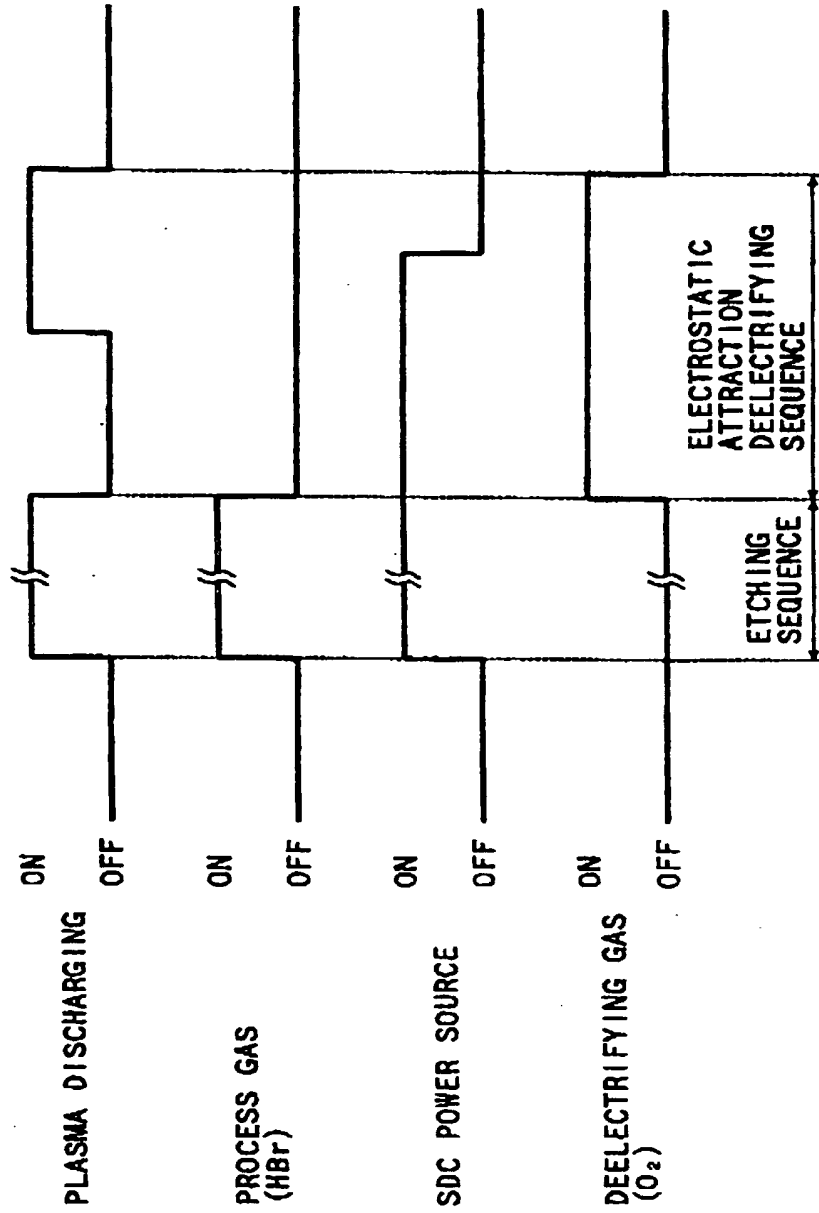 PLASMA DISCHARGING
ON
OFF
PROCESS GAS
(HBr)
ON
OFF
SDC POWER SOURCE
ON
OFF
DEELECTRIFYING GAS
(O₂)
ON
OFF
ETCHING
SEQUENCE
ELECTROSTATIC
ATTRACTION
DEELECTRIFYING
SEQUENCE